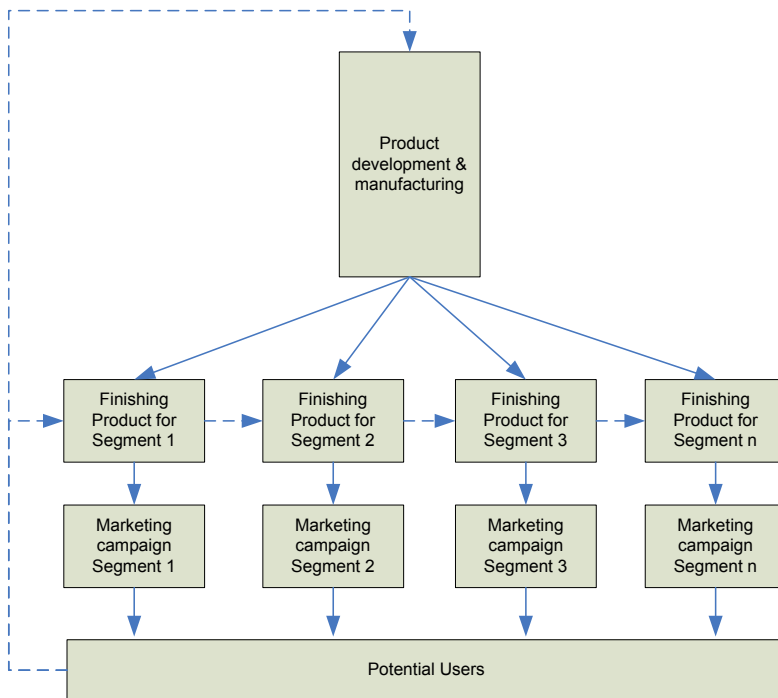 Product
development &
manufacturing
Finishing
Product for
Segment 1
Finishing
Product for
Segment 2
Finishing
Product for
Segment 3
Finishing
Product for
Segment n
Marketing
campaign
Segment 1
Marketing
campaign
Segment 2
Marketing
campaign
Segment 3
Marketing
campaign
Segment n
Potential Users